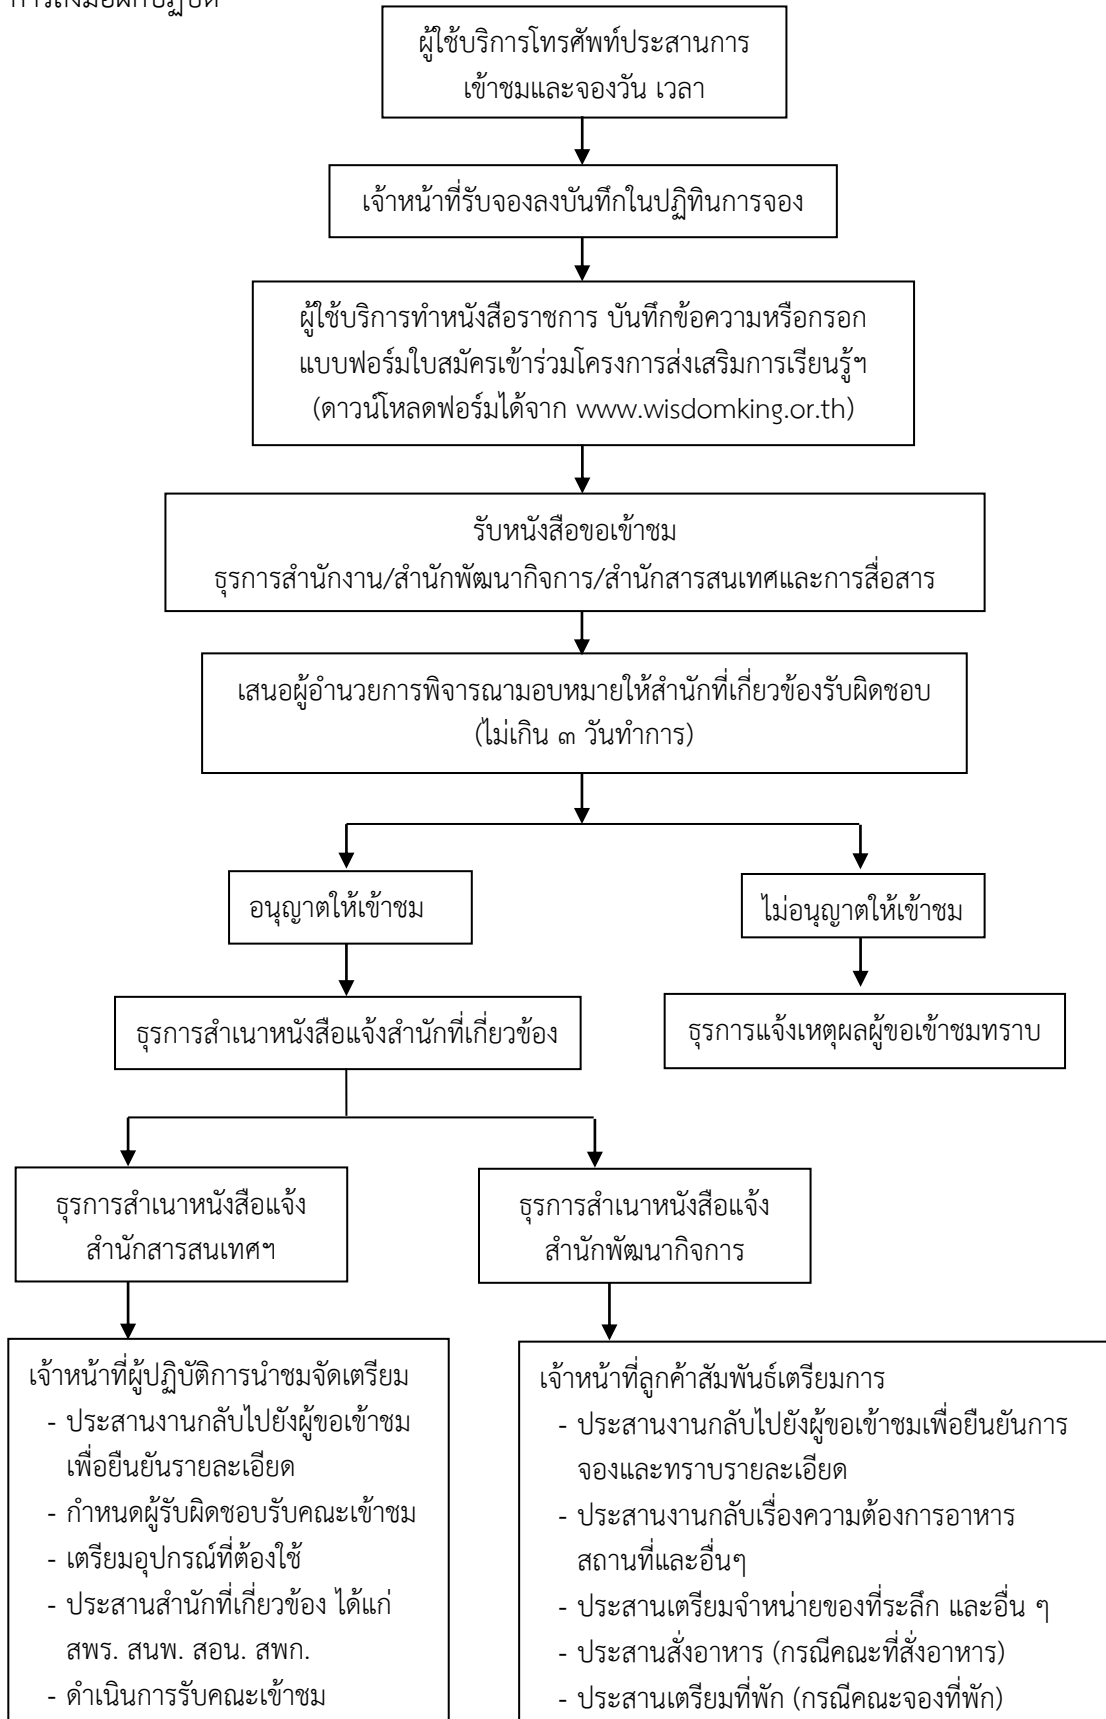 การลงมือฝึกปฏิบัติ
ผู้ใช้บริการโทรศัพท์ประสานการ
เข้าชมและจองวัน เวลา
เจ้าหน้าที่รับจองลงบันทึกในปฏิทินการจอง
ผู้ใช้บริการทำหนังสือราชการ บันทึกข้อความหรือกรอก
แบบฟอร์มใบสมัครเข้าร่วมโครงการส่งเสริมการเรียนรู้ฯ
(ดาวน์โหลดฟอร์มได้จาก www.wisdomking.or.th)
รับหนังสือขอเข้าชม
ธุรการสำนักงาน/สำนักพัฒนากิจการ/สำนักสารสนเทศและการสื่อสาร
เสนอผู้อำนวยการพิจารณามอบหมายให้สำนักที่เกี่ยวข้องรับผิดชอบ
(ไม่เกิน ๓ วันทำการ)
อนุญาตให้เข้าชม
ไม่อนุญาตให้เข้าชม
ธุรการสำเนาหนังสือแจ้งสำนักที่เกี่ยวข้อง
ธุรการแจ้งเหตุผลผู้ขอเข้าชมทราบ
ธุรการสำเนาหนังสือแจ้ง
สำนักสารสนเทศฯ
ธุรการสำเนาหนังสือแจ้ง
สำนักพัฒนากิจการ
เจ้าหน้าที่ผู้ปฏิบัติการนำชมจัดเตรียม
- ประสานงานกลับไปยังผู้ขอเข้าชม
เพื่อยืนยันรายละเอียด
- กำหนดผู้รับผิดชอบรับคณะเข้าชม
- เตรียมอุปกรณ์ที่ต้องใช้
- ประสานสำนักที่เกี่ยวข้อง ได้แก่
สพร. สนพ. สอน. สพก.
- ดำเนินการรับคณะเข้าชม
เจ้าหน้าที่ลูกค้าสัมพันธ์เตรียมการ
- ประสานงานกลับไปยังผู้ขอเข้าชมเพื่อยืนยันการ
จองและทราบรายละเอียด
- ประสานงานกลับเรื่องความต้องการอาหาร
สถานที่และอื่นๆ
- ประสานเตรียมจำหน่ายของที่ระลึก และอื่น ๆ
- ประสานสั่งอาหาร (กรณีคณะที่สั่งอาหาร)
- ประสานเตรียมที่พัก (กรณีคณะจองที่พัก)